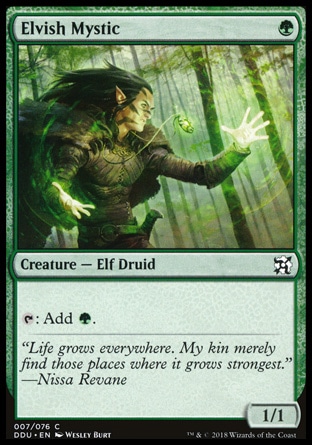 Elvish Mystic
Creature — Elf Druid
: Add .
“Life grows everywhere. My kin merely
find those places where it grows strongest.”
—Nissa Revane
1/1
007/076 C
DDU • EN Wesley Burt
™ & © 2018 Wizards of the Coast